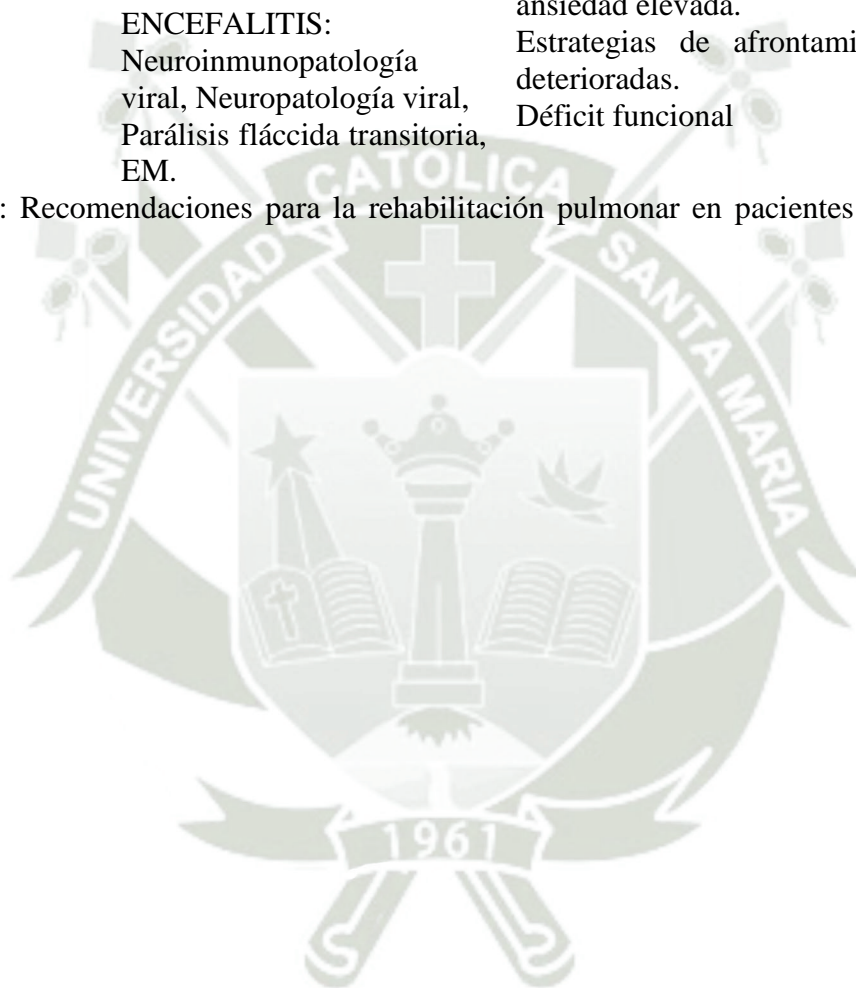 ENCEFALITIS:
Neuroinmunopatología
viral, Neuropatología viral,
Parálisis fláccida transitoria,
EM.
ansiedad elevada.
Estrategias de
deterioradas.
Déficit funcional
: Recomendaciones para la rehabilitación pulmonar en pacientes
UNIVERSIDAD CATOLICA SANTA MARIA
1961